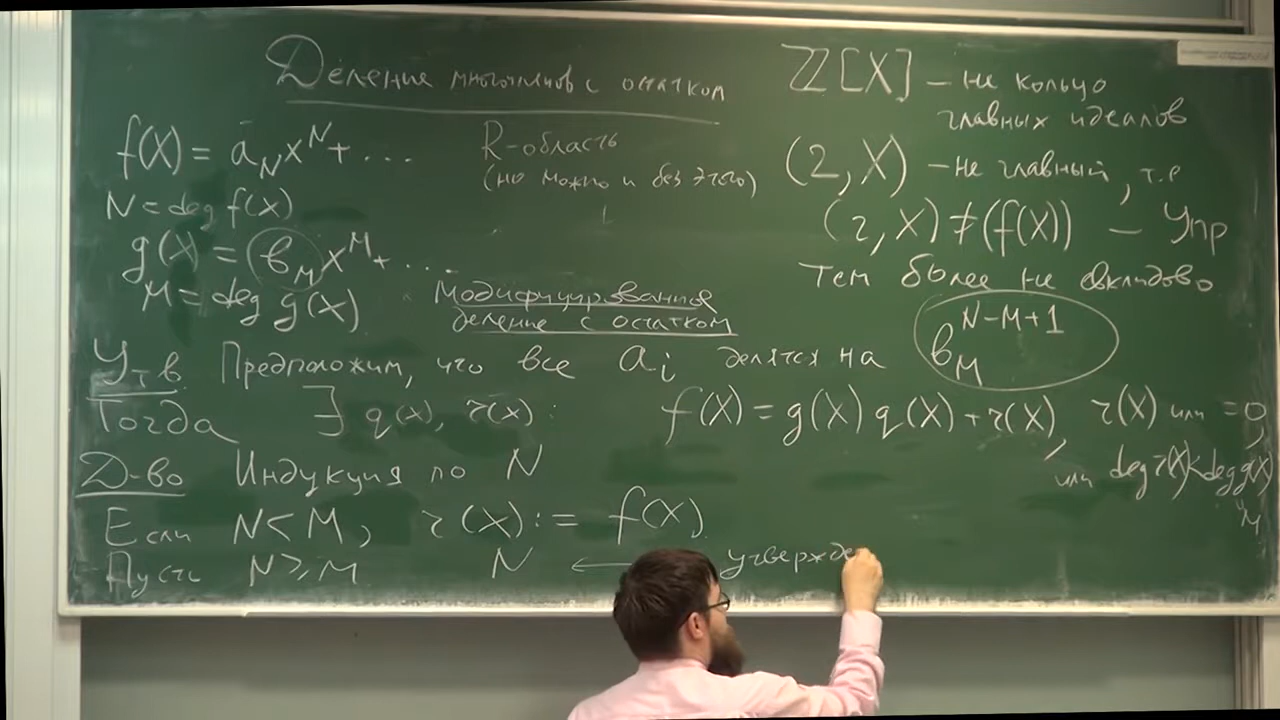 Деление многочленов с остатком
f(X) = a_N X^N + ...
R-область
(но можно и без этого)
N = deg f(X)
g(X) = b_M X^M + ...
M = deg g(X)
Модифицированное
деление с остатком
ℤ[X] – не кольцо
главных идеалов
(2, X) – не главный, т.е
(2, X) ≠ (f(X)) – Упр
Тем более не евклидово
Утв Предположим, что все a_i делятся на b_M^{N-M+1}
Тогда ∃ q(x), r(x): f(X) = g(X) q(X) + r(X), r(X) или = 0,
или deg r(X) < deg g(X)
M
Д-во Индукция по N
Если N < M, r(X) := f(X).
Пусть N ≥ M N ← утвержде